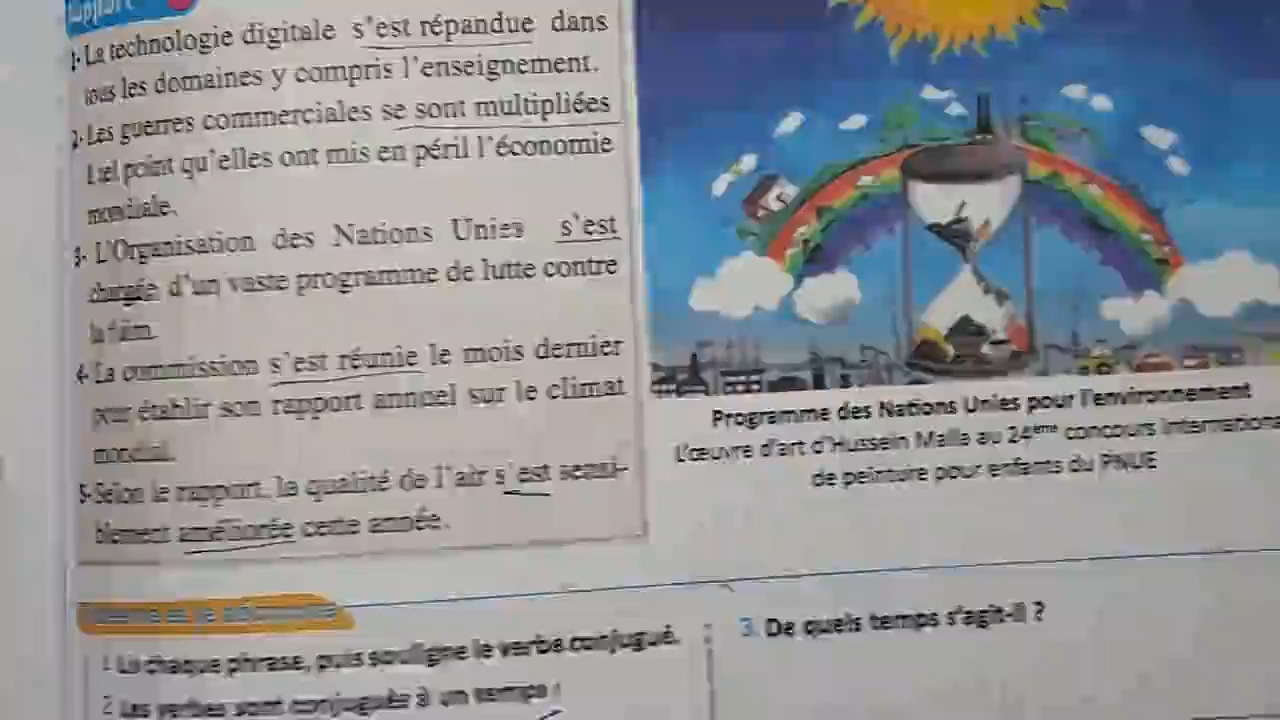 Support
1- La technologie digitale s'est répandue dans
tous les domaines y compris l'enseignement.
2- Les guerres commerciales se sont multipliées
à tel point qu'elles ont mis en péril l'économie
mondiale.
3- L'Organisation des Nations Unies s'est
chargée d'un vaste programme de lutte contre
la faim.
4- La commission s'est réunie le mois dernier
pour établir son rapport annuel sur le climat
mondial.
5- Selon le rapport, la qualité de l'air s'est sensi-
blement améliorée cette année.
Programme des Nations Unies pour l'environnement
L'œuvre d'art d'Hussein Malla au 24ème concours
de peinture pour enfants du PNUE
1 chaque phrase, puis souligne le verbe conjugué.
2 Les verbes sont conjugués à un temps :
3. De quels temps s'agit-il ?